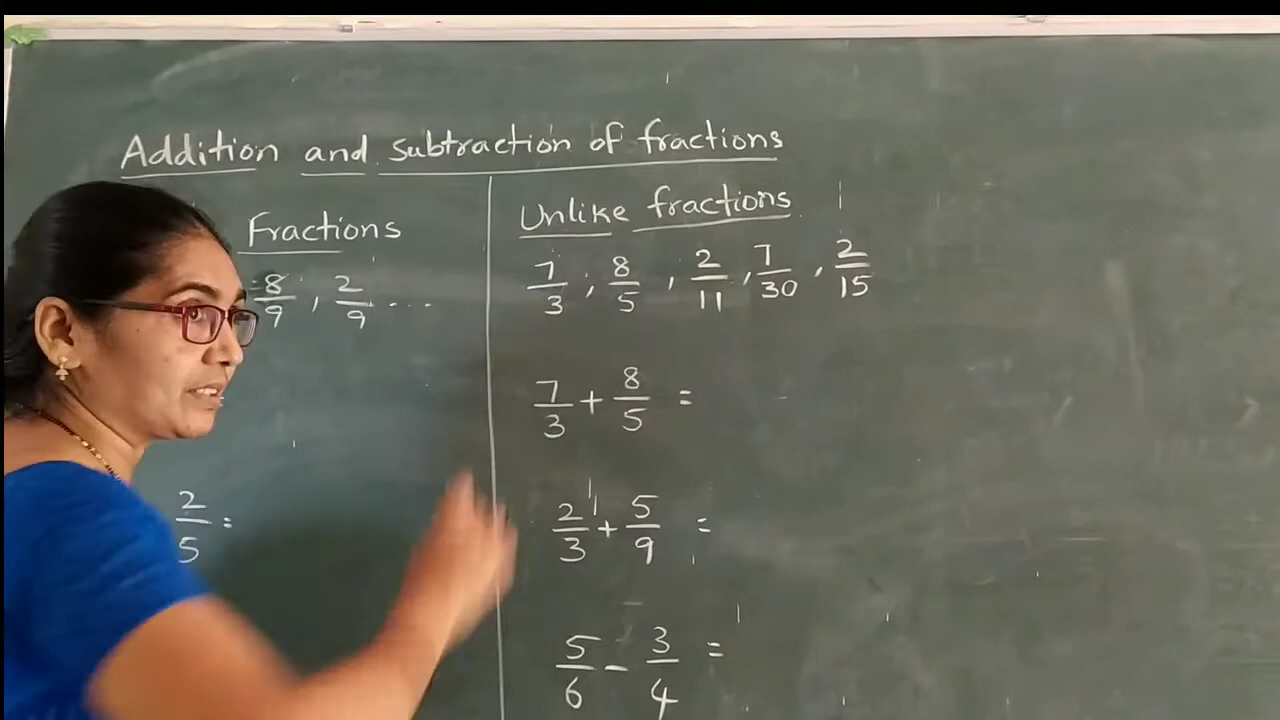 Addition and subtraction of fractions
Fractions
8/9 , 2/9 ...
2/5 =
Unlike fractions
7/3 , 8/5 , 2/11 , 7/30 , 2/15
7/3 + 8/5 =
2/3 + 5/9 =
5/6 - 3/4 =